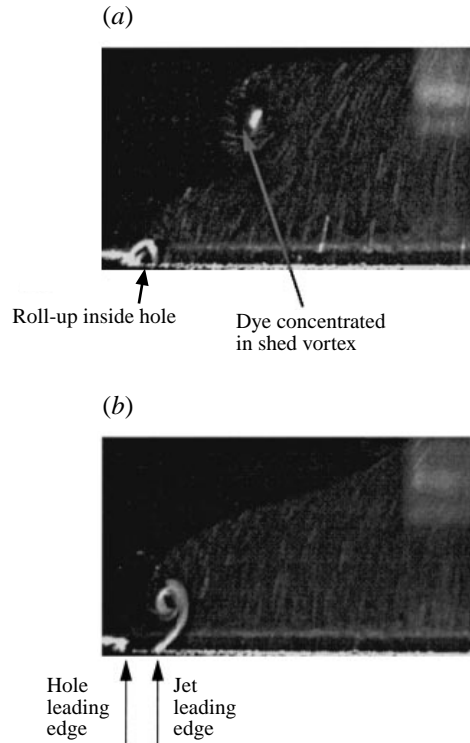 (a)
Roll-up inside hole
Dye concentrated
in shed vortex
(b)
Hole
leading
edge
Jet
leading
edge